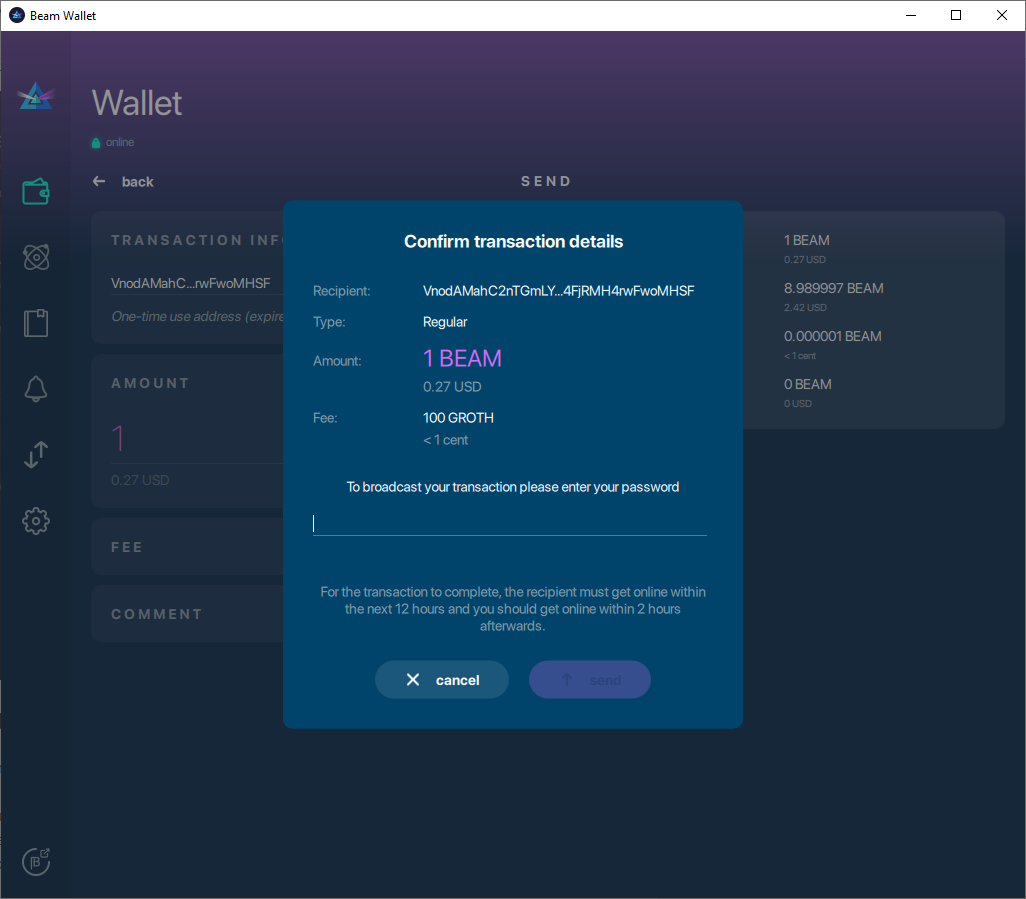 Beam Wallet
Wallet
online
back
SEND
TRANSACTION INF
VnodAMahC...rwFwoMHSF
One-time use address (expire
AMOUNT
1
0.27 USD
FEE
COMMENT
Confirm transaction details
Recipient: VnodAMahC2nTGmLY...4FjRMH4rwFwoMHSF
Type: Regular
Amount: 1 BEAM
0.27 USD
Fee: 100 GROTH
< 1 cent
To broadcast your transaction please enter your password
For the transaction to complete, the recipient must get online within
the next 12 hours and you should get online within 2 hours
afterwards.
cancel
send
1 BEAM
0.27 USD
8.989997 BEAM
2.42 USD
0.000001 BEAM
< 1 cent
0 BEAM
0 USD